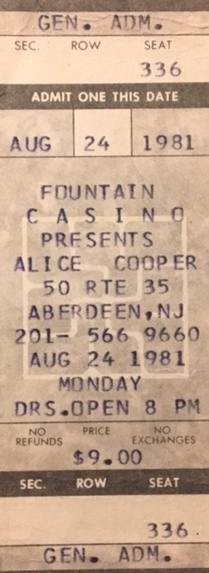 GEN. ADM.
SEC. ROW SEAT
336
ADMIT ONE THIS DATE
AUG 24 1981
FOUNTAIN
C A S I N O
PRESENTS
ALICE COOPER
50 RTE 35
ABERDEEN,NJ
201- 566 9660
AUG 24 1981
MONDAY
DRS.OPEN 8 PM
NO REFUNDS PRICE NO EXCHANGES
$9.00
SEC. ROW SEAT
336
GEN. ADM.